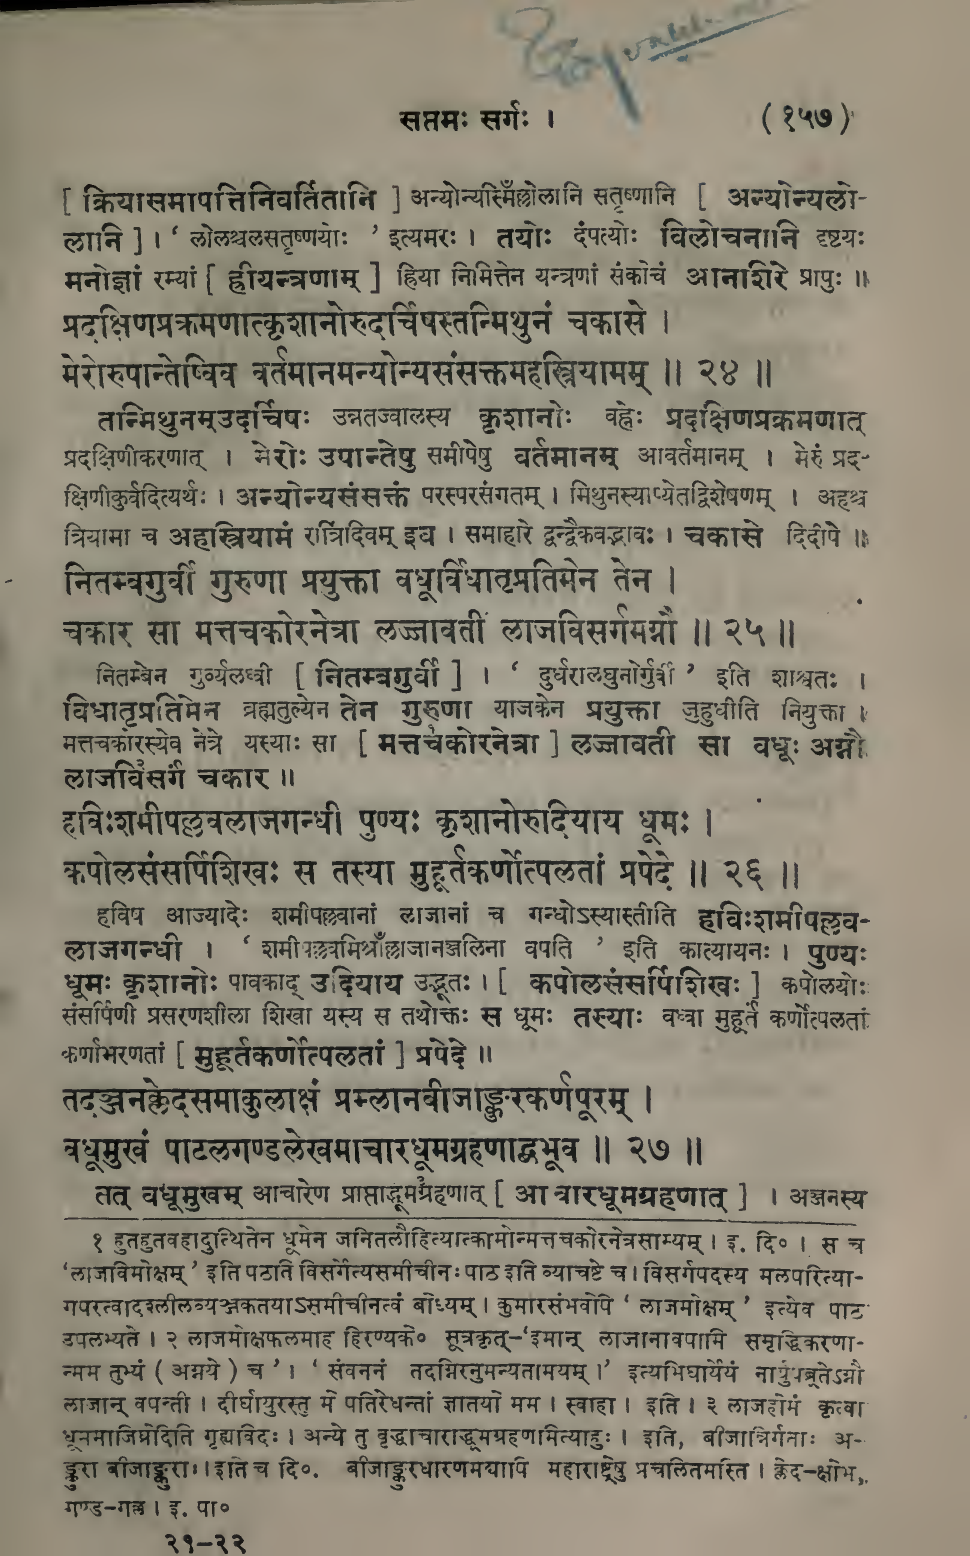 सप्तमः सर्गः । (१५७)
[ क्रियासमापत्तिनिवर्तितानि ] अन्योन्यस्मिँल्लोलानि सतृष्णानि [ अन्योन्यलो-
लानि ] । ‘ लोलश्चलसतृष्णयोः ’ इत्यमरः । तयोः दंपत्योः विलोचनानि दृष्टयः
मनोज्ञां रम्यां [ ह्रीयन्त्रणाम् ] ह्रिया निमित्तेन यन्त्रणां संकोचं आनाशिरे प्रापुः ॥
प्रदक्षिणप्रक्रमणात्कृशानोरुदर्चिषस्तन्मिथुनं चकासे ।
मेरोरुपान्तेष्विव वर्तमानमन्योन्यसंसक्तमहस्त्रियामम् ॥ २४ ॥
तन्मिथुनम्उदर्चिषः उन्नतज्वालस्य कृशानोः वह्नेः प्रदक्षिणप्रक्रमणात्
प्रदक्षिणीकरणात् । मेरोः उपान्तेषु समीपेषु वर्तमानम् आवर्तमानम् । मेरुं प्रद-
क्षिणीकुर्वदित्यर्थः । अन्योन्यसंसक्तं परस्परसंगतम् । मिथुनस्याप्येतद्विशेषणम् । अहश्च
त्रियामा च अहस्त्रियामं रात्रिंदिवम् इव । समाहारे द्वन्द्वैकवद्भावः । चकासे दिदीपे ॥
नितम्बगुर्वी गुरुणा प्रयुक्ता वधूर्विधातृप्रतिमेन तेन ।
चकार सा मत्तचकोरनेत्रा लज्जावती लाजविसर्गमग्नौ ॥ २५ ॥
नितम्बेन गुर्व्यलघ्वी [ नितम्बगुर्वी ] । ‘ दुर्धरालघुनोर्गुर्वी ’ इति शाश्वतः ।
विधातृप्रतिमेन ब्रह्मतुल्येन तेन गुरुणा याजकेन प्रयुक्ता जुहुधीति नियुक्ता ।
मत्तचकोरस्येव नेत्रे यस्याः सा [ मत्तचकोरनेत्रा ] लज्जावती सा वधूः अग्नौ
लाजविसर्गं चकार ॥
हविःशमीपल्लवलाजगन्धी पुण्यः कृशानोरुदियाय धूमः ।
कपोलसंसर्पिशिखः स तस्या मुहूर्तकर्णोत्पलतां प्रपेदे ॥ २६ ॥
हविष आज्यादेः शमीपल्लवानां लाजानां च गन्धोऽस्यास्तीति हविःशमीपल्लव-
लाजगन्धी । ‘ शमीपल्लवमिश्राँल्लाजानञ्जलिना वपति ’ इति कात्यायनः । पुण्यः
धूमः कृशानोः पावकाद् उदियाय उद्भूतः । [ कपोलसंसर्पिशिखः ] कपोलयोः
संसर्पिणी प्रसरणशीला शिखा यस्य स तथोक्तः स धूमः तस्याः वध्वा मुहूर्तं कर्णोत्पलतां
कर्णाभरणतां [ मुहूर्तकर्णोत्पलतां ] प्रपेदे ॥
तदञ्जनक्लेदसमाकुलाक्षं प्रम्लानबीजाङ्कुरकर्णपूरम् ।
वधूमुखं पाटलगण्डलेखमाचारधूमग्रहणाद्बभूव ॥ २७ ॥
तत् वधूमुखम् आचारेण प्राप्ताद्धूमग्रहणात् [ आचारधूमग्रहणात् ] । अञ्जनस्य
१ हुतहुतवहादुत्थितेन धूमेन जनितलौहित्यात्कामोन्मत्तचकोरनेत्रसाम्यम् । इ. दि० । स च
‘लाजविमोक्षम् ’ इति पठति विसर्गेत्यसमीचीनः पाठ इति व्याचष्टे च । विसर्गपदस्य मलपरित्या-
गपरत्वादश्लीलव्यञ्जकतयाऽसमीचीनत्वं बोध्यम् । कुमारसंभवेपि ‘ लाजमोक्षम् ’ इत्येव पाठ
उपलभ्यते । २ लाजमोक्षफलमाह हिरण्यके० सूत्रकृत्-‘इमान् लाजानावपामि समृद्धिकरणा-
न्मम तुभ्यं ( अग्नये ) च ’ । ‘ संवननं तदग्निरनुमन्यतामयम् ।’ इत्यभिघार्येयं नार्युपब्रूतेऽग्नौ
लाजान् वपन्ती । दीर्घायुरस्तु मे पतिरेधन्तां ज्ञातयो मम । स्वाहा । इति । ३ लाजहोमं कृत्वा
धूममाजिघ्रेदिति गृह्यविदः । अन्ये तु वृद्धाचाराद्धूमग्रहणमित्याहुः । इति, बीजान्निर्गताः अ-
ङ्कुरा बीजाङ्कुराः । इति च दि०. बीजाङ्कुरधारणमद्यापि महाराष्ट्रेषु प्रचलितमस्ति । क्लेद-क्षोभ,
गण्ड-गल्ल । इ. पा०
२१-२२